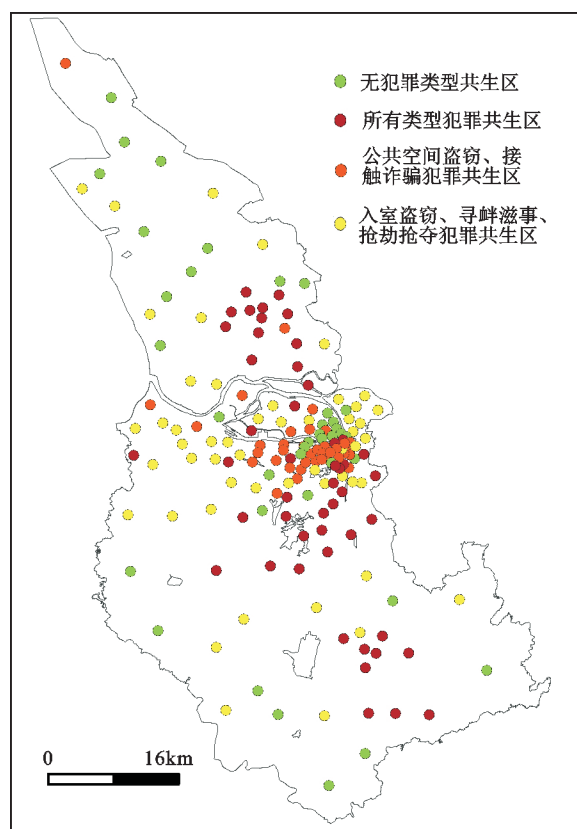 无犯罪类型共生区
所有类型犯罪共生区
公共空间盗窃、接
触诈骗犯罪共生区
入室盗窃、寻衅滋事、
抢劫抢夺犯罪共生区
0 16km